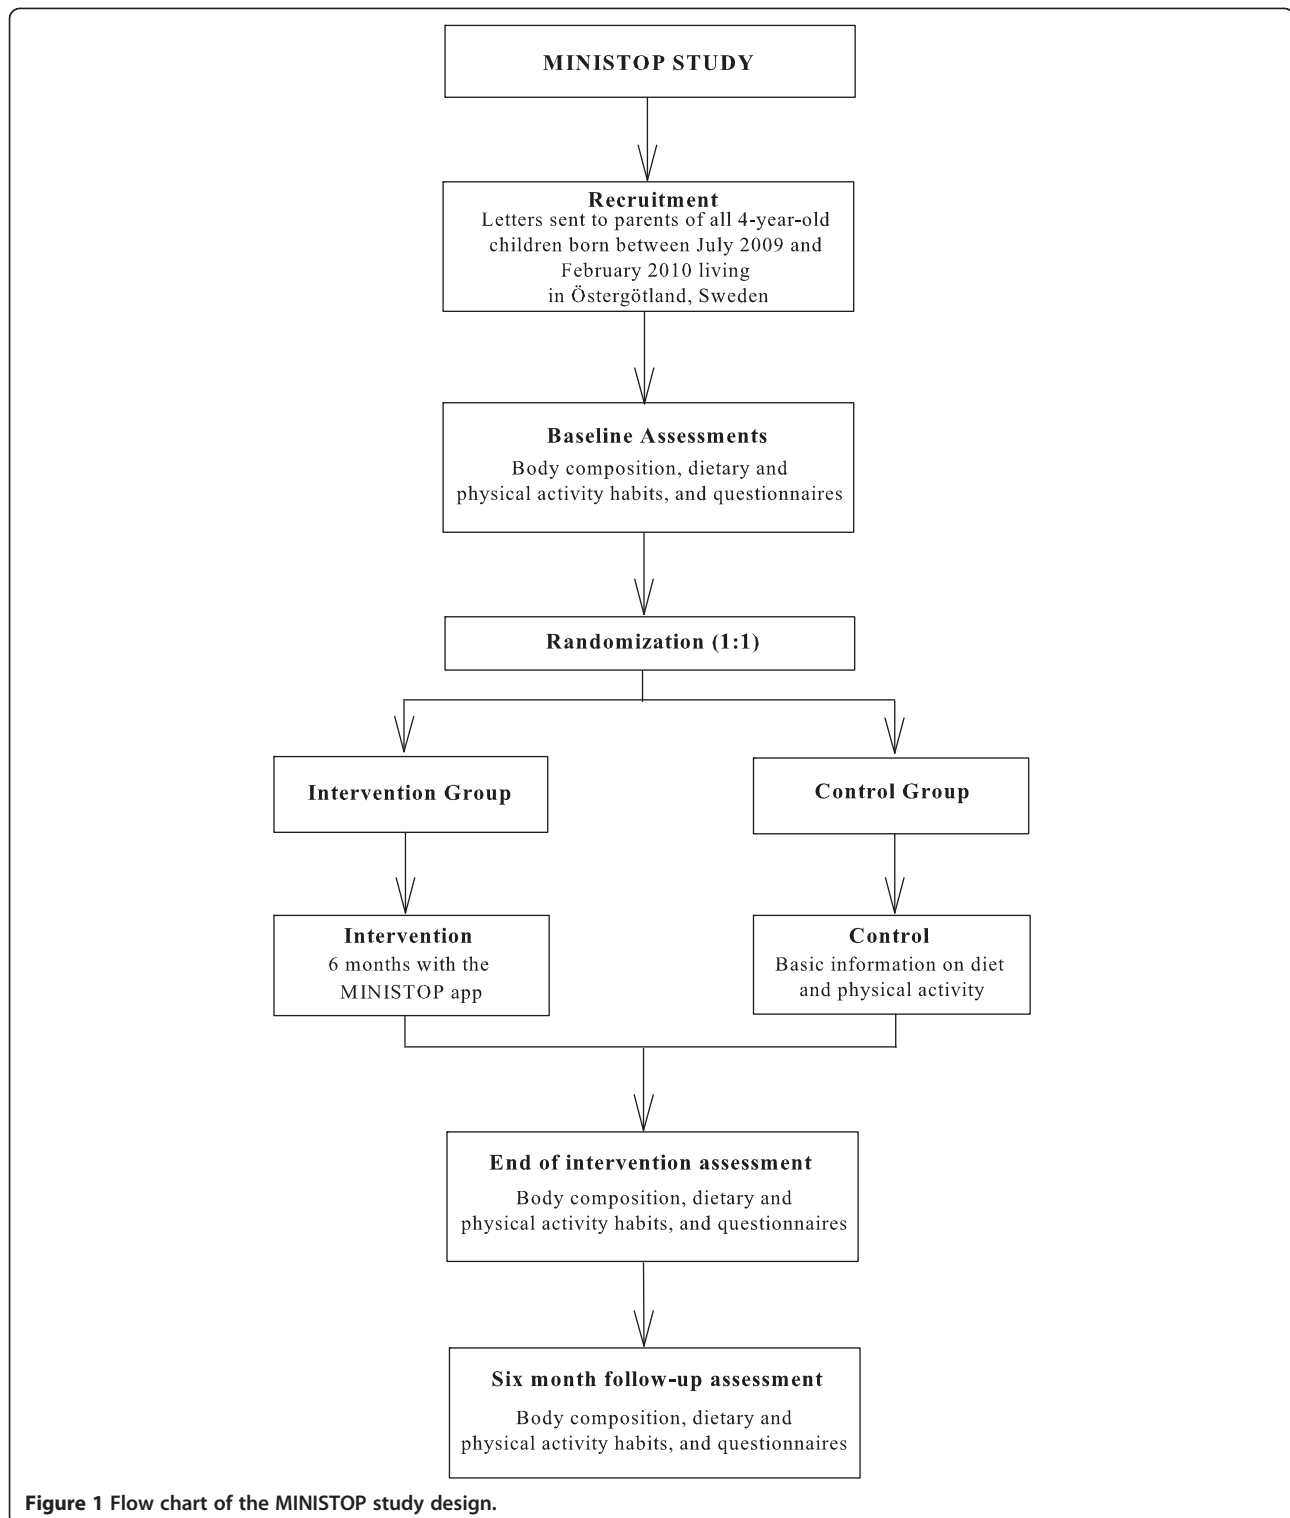 MINISTOP STUDY
Recruitment
Letters sent to parents of all 4-year-old
children born between July 2009 and
February 2010 living
in Östergötland, Sweden
Baseline Assessments
Body composition, dietary and
physical activity habits, and questionnaires
Randomization (1:1)
Intervention Group
Control Group
Intervention
6 months with the
MINISTOP app
Control
Basic information on diet
and physical activity
End of intervention assessment
Body composition, dietary and
physical activity habits, and questionnaires
Six month follow-up assessment
Body composition, dietary and
physical activity habits, and questionnaires
Figure 1 Flow chart of the MINISTOP study design.